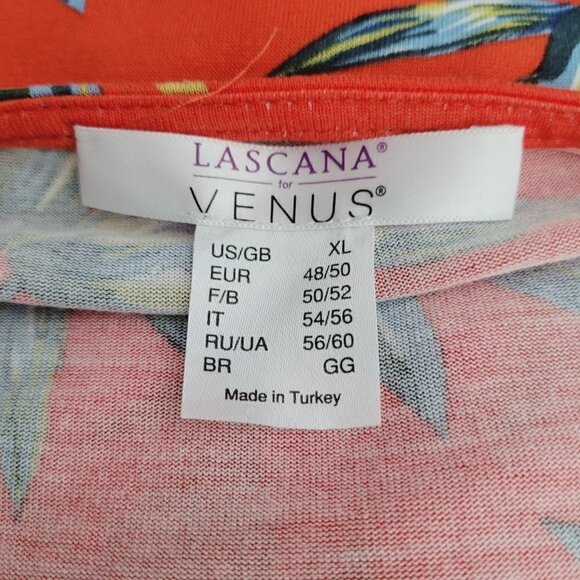 LASCANA®
for
VENUS®
US/GB XL
EUR 48/50
F/B 50/52
IT 54/56
RU/UA 56/60
BR GG
Made in Turkey